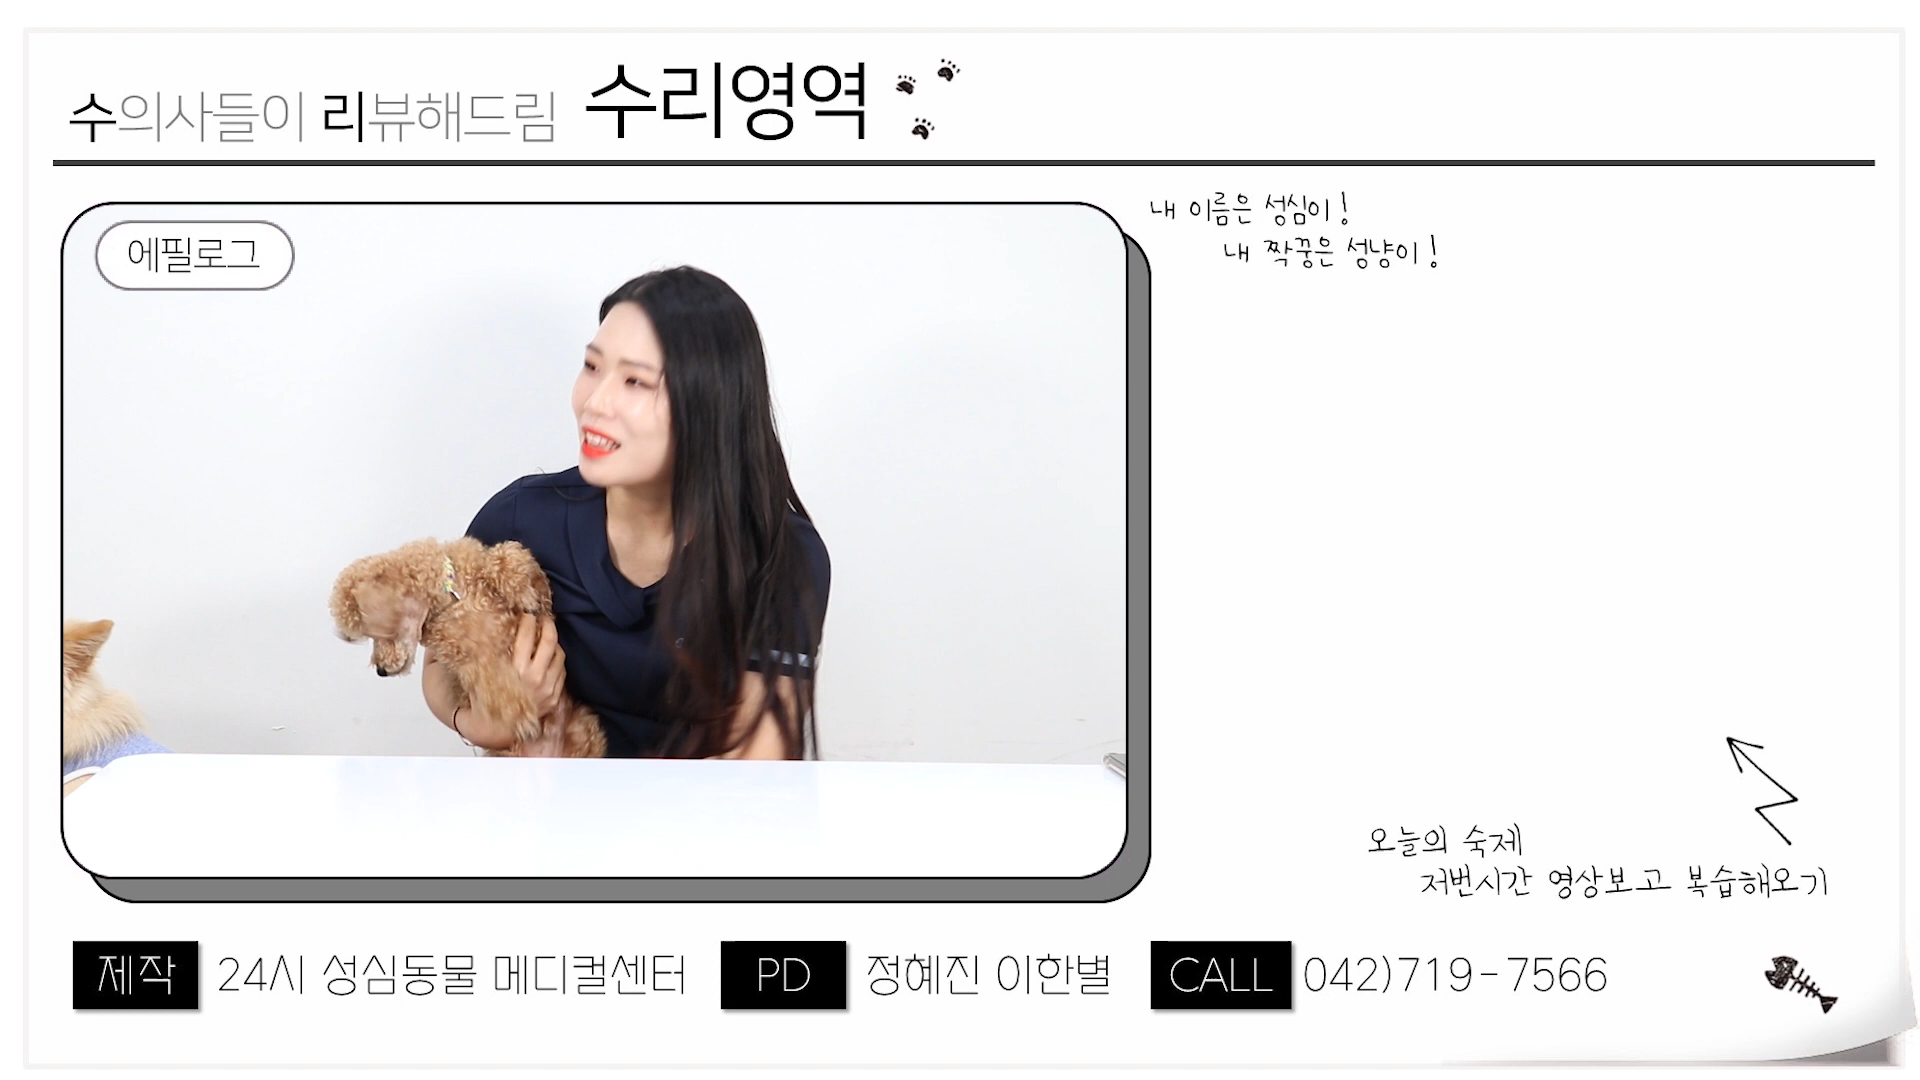 수의사들이 리뷰해드림 수리영역
에필로그
내 이름은 성심이!
내 짝꿍은 성냥이!
오늘의 숙제
저번시간 영상보고 복습해오기
제작 24시 성심동물 메디컬센터 PD 정혜진 이한별 CALL 042)719-7566